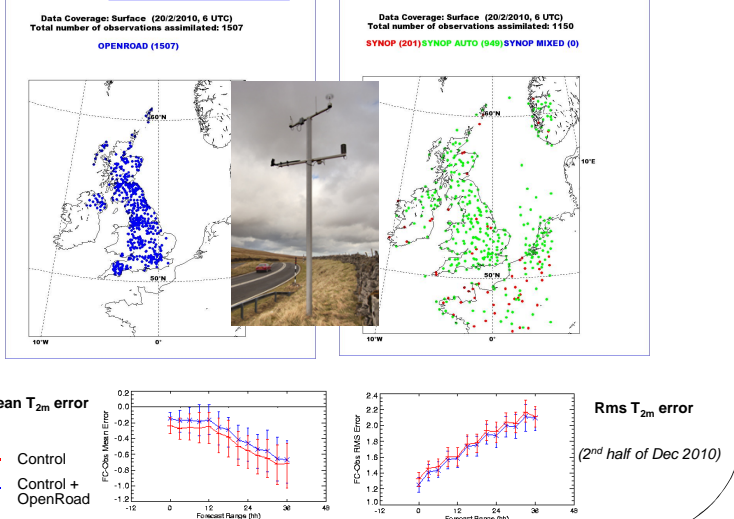 Data Coverage: Surface (20/2/2010, 6 UTC)
Total number of observations assimilated: 1507
OPENROAD (1507)
60°N
50°N
10°W
0°
Data Coverage: Surface (20/2/2010, 6 UTC)
Total number of observations assimilated: 1150
SYNOP (201) SYNOP AUTO (949) SYNOP MIXED (0)
60°N
10°E
50°N
10°W
0°
ean T2m error
Control
Control +
OpenRoad
FC-Obs Mean Error
0.2
0.0
-0.2
-0.4
-0.6
-0.8
-1.0
-1.2
-12 0 12 24 36 48
Forecast Range (hh)
FC-Obs RMS Error
2.4
2.2
2.0
1.8
1.6
1.4
1.2
1.0
-12 0 12 24 36 48
Forecast Range (hh)
Rms T2m error
(2nd half of Dec 2010)